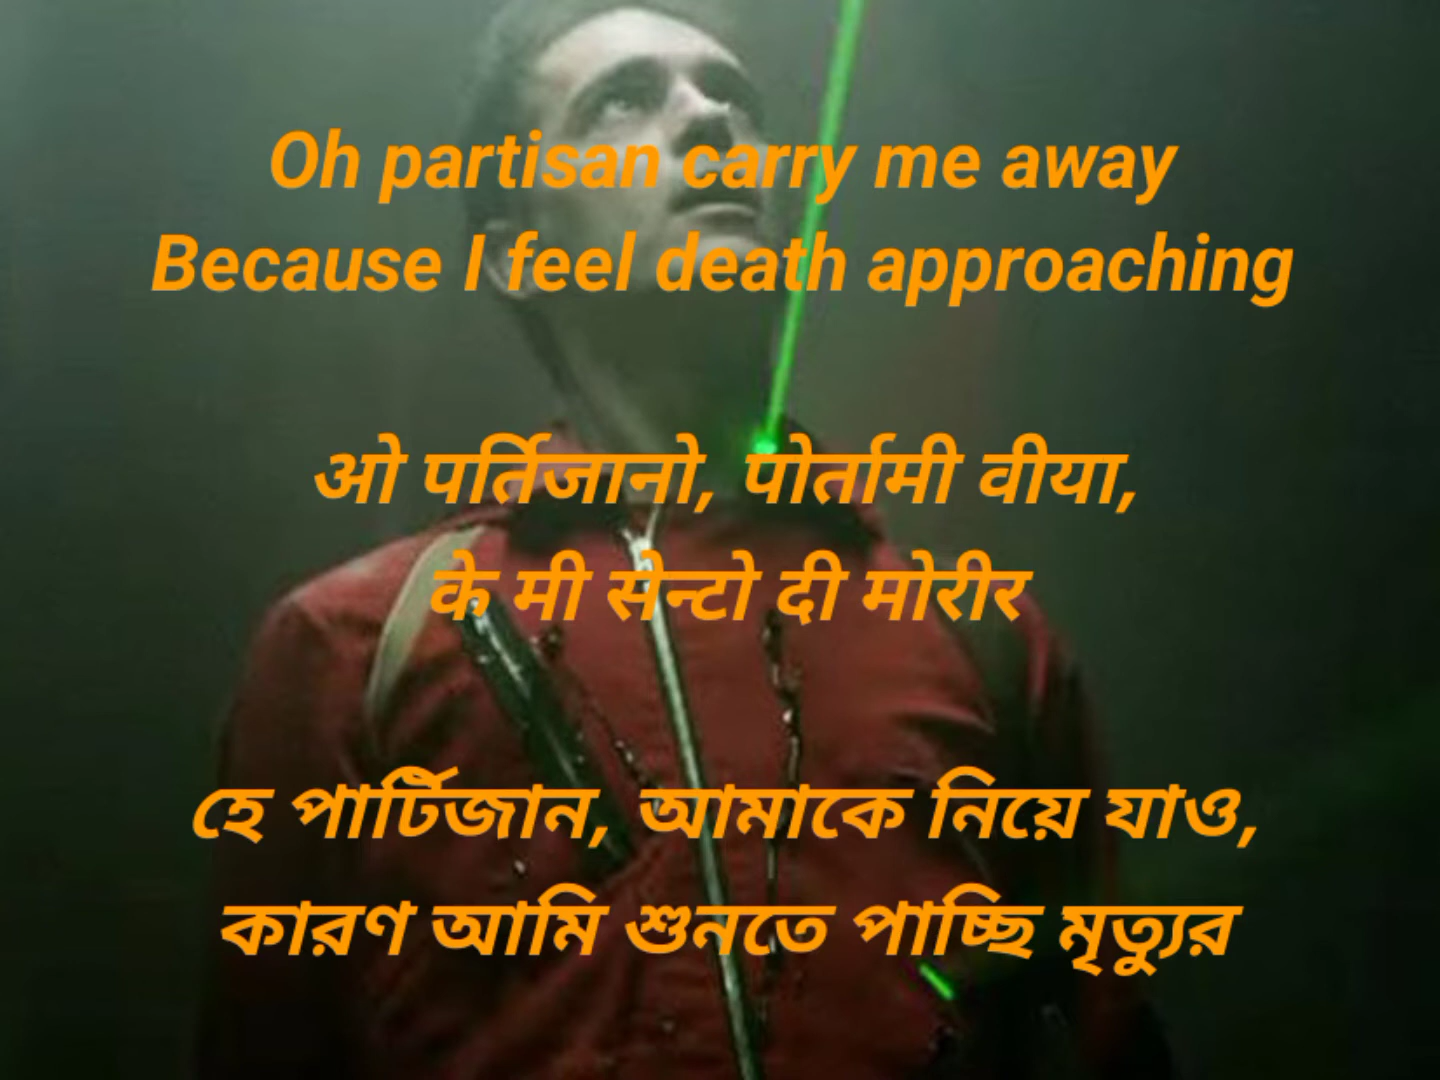 Oh partisan carry me away
Because I feel death approaching
ओ पर्तिजानो, पोर्तामी वीया,
के मी सेन्टो दी मोरीर
হে পার্টিজান, আমাকে নিয়ে যাও,
কারণ আমি শুনতে পাচ্ছি মৃত্যুর